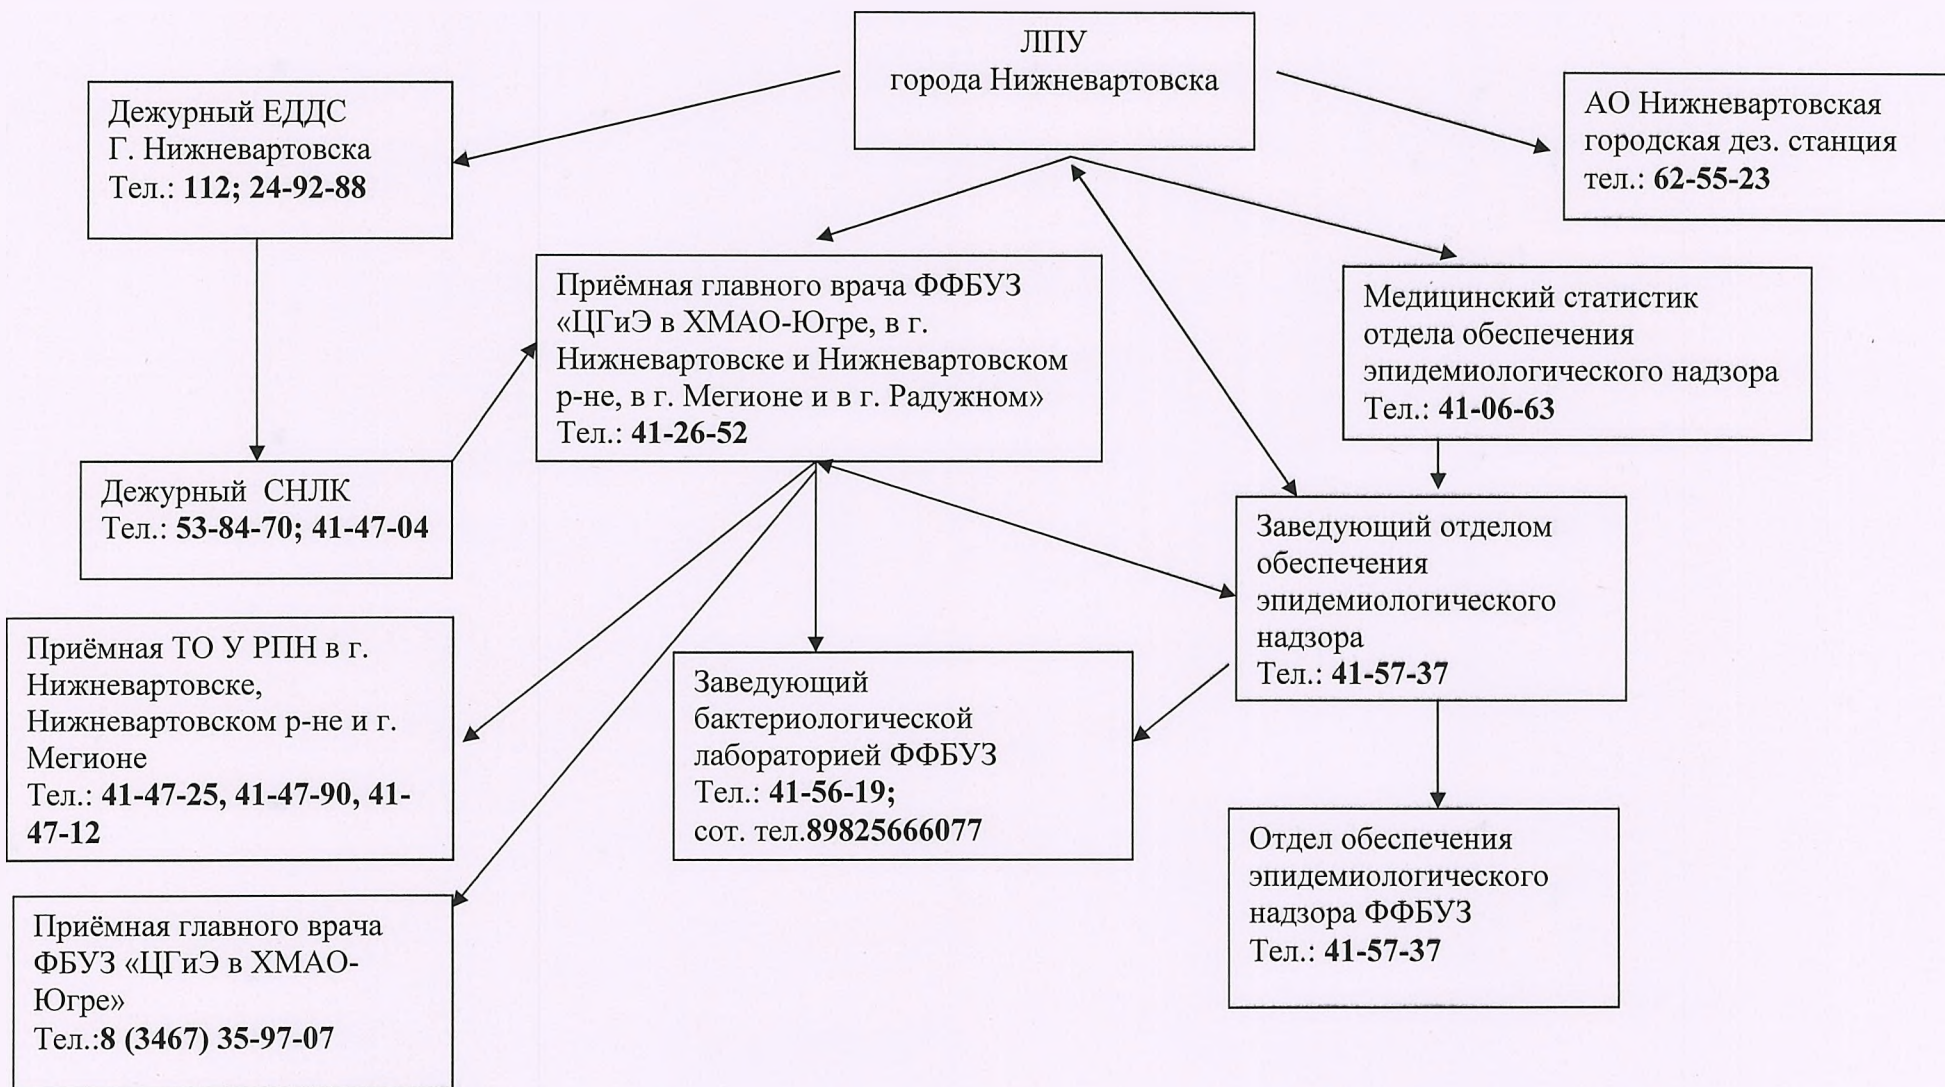 ЛПУ
города Нижневартовска
Дежурный ЕДДС
Г. Нижневартовска
Тел.: 112; 24-92-88
АО Нижневартовская
городская дез. станция
тел.: 62-55-23
Приёмная главного врача ФФБУЗ
«ЦГиЭ в ХМАО-Югре, в г.
Нижневартовске и Нижневартовском
р-не, в г. Мегионе и в г. Радужном»
Тел.: 41-26-52
Медицинский статистик
отдела обеспечения
эпидемиологического надзора
Тел.: 41-06-63
Дежурный СНЛК
Тел.: 53-84-70; 41-47-04
Заведующий отделом
обеспечения
эпидемиологического
надзора
Тел.: 41-57-37
Приёмная ТО У РПН в г.
Нижневартовске,
Нижневартовском р-не и г.
Мегионе
Тел.: 41-47-25, 41-47-90, 41-
47-12
Заведующий
бактериологической
лабораторией ФФБУЗ
Тел.: 41-56-19;
сот. тел.89825666077
Отдел обеспечения
эпидемиологического
надзора ФФБУЗ
Тел.: 41-57-37
Приёмная главного врача
ФБУЗ «ЦГиЭ в ХМАО-
Югре»
Тел.:8 (3467) 35-97-07